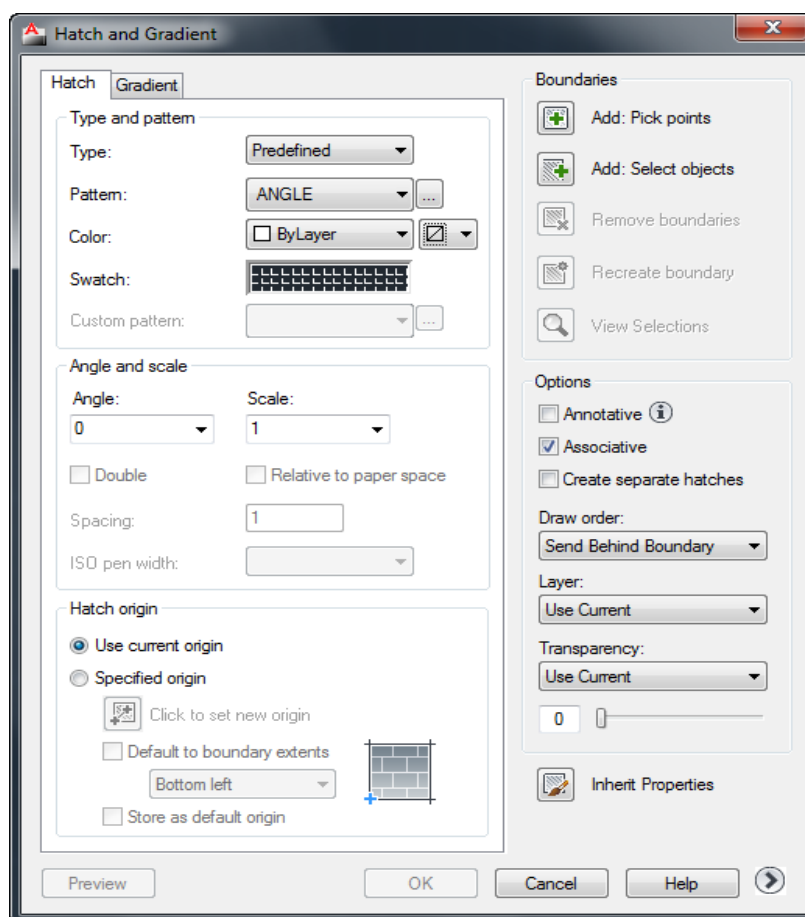 Hatch and Gradient
Hatch Gradient
Type and pattern
Type: Predefined
Pattern: ANGLE ...
Color: ByLayer
Swatch:
Custom pattern: ...
Angle and scale
Angle: Scale:
0 1
Double Relative to paper space
Spacing: 1
ISO pen width:
Hatch origin
Use current origin
Specified origin
Click to set new origin
Default to boundary extents
Bottom left
Store as default origin
Boundaries
Add: Pick points
Add: Select objects
Remove boundaries
Recreate boundary
View Selections
Options
Annotative
Associative
Create separate hatches
Draw order:
Send Behind Boundary
Layer:
Use Current
Transparency:
Use Current
0
Inherit Properties
Preview OK Cancel Help